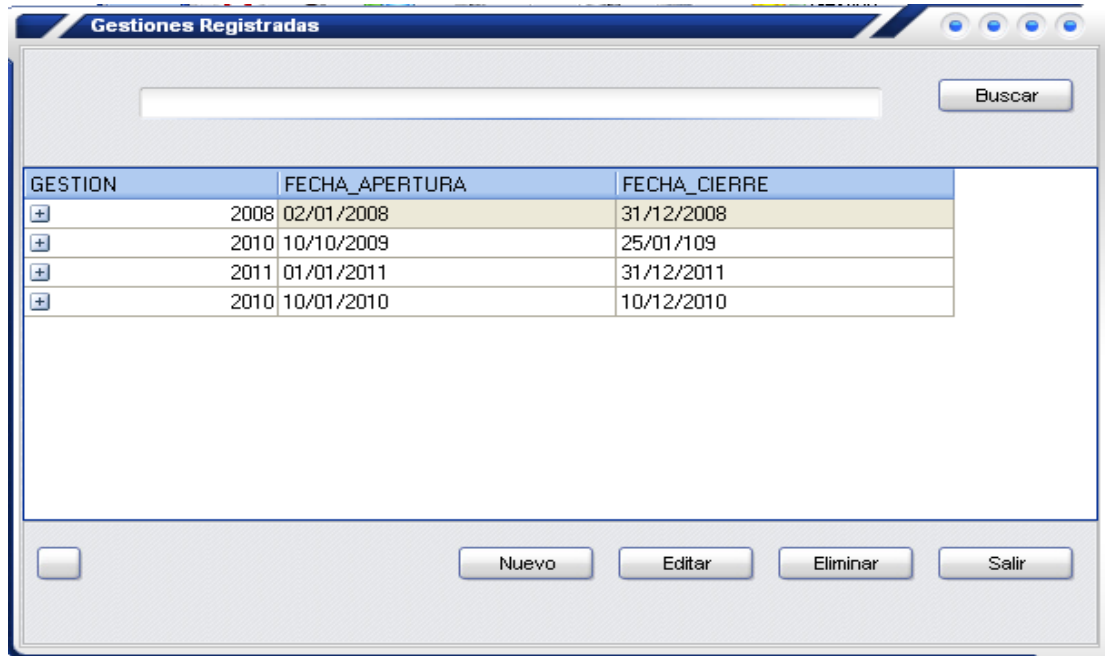 Gestiones Registradas
Buscar
GESTION FECHA_APERTURA FECHA_CIERRE
2008 02/01/2008 31/12/2008
2010 10/10/2009 25/01/109
2011 01/01/2011 31/12/2011
2010 10/01/2010 10/12/2010
Nuevo Editar Eliminar Salir